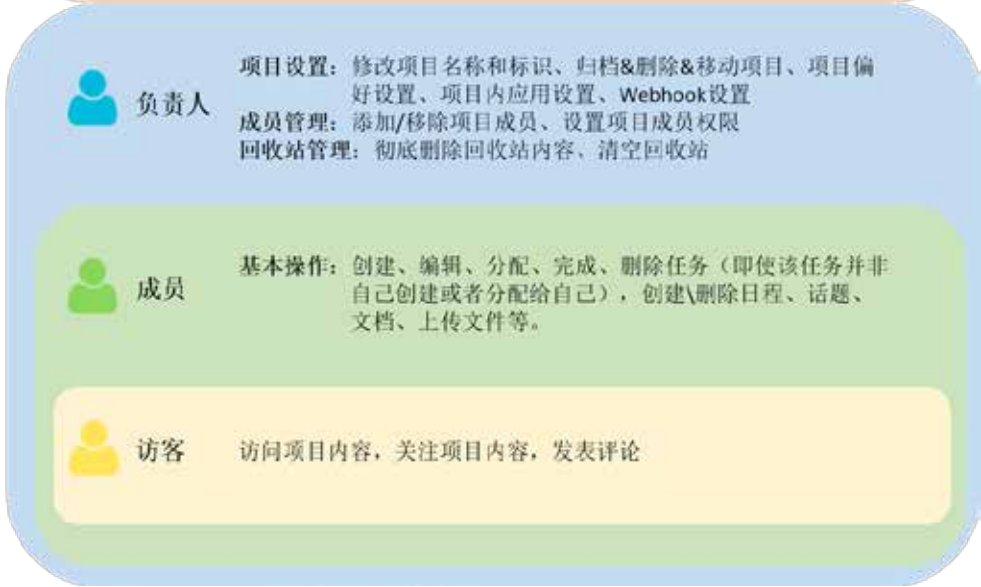 负责人
项目设置：修改项目名称和标识、归档&删除&移动项目、项目偏
好设置、项目内应用设置、Webhook设置
成员管理：添加/移除项目成员、设置项目成员权限
回收站管理：彻底删除回收站内容、清空回收站
成员
基本操作：创建、编辑、分配、完成、删除任务（即使该任务并非
自己创建或者分配给自己），创建\删除日程、话题、
文档、上传文件等。
访客
访问项目内容，关注项目内容，发表评论